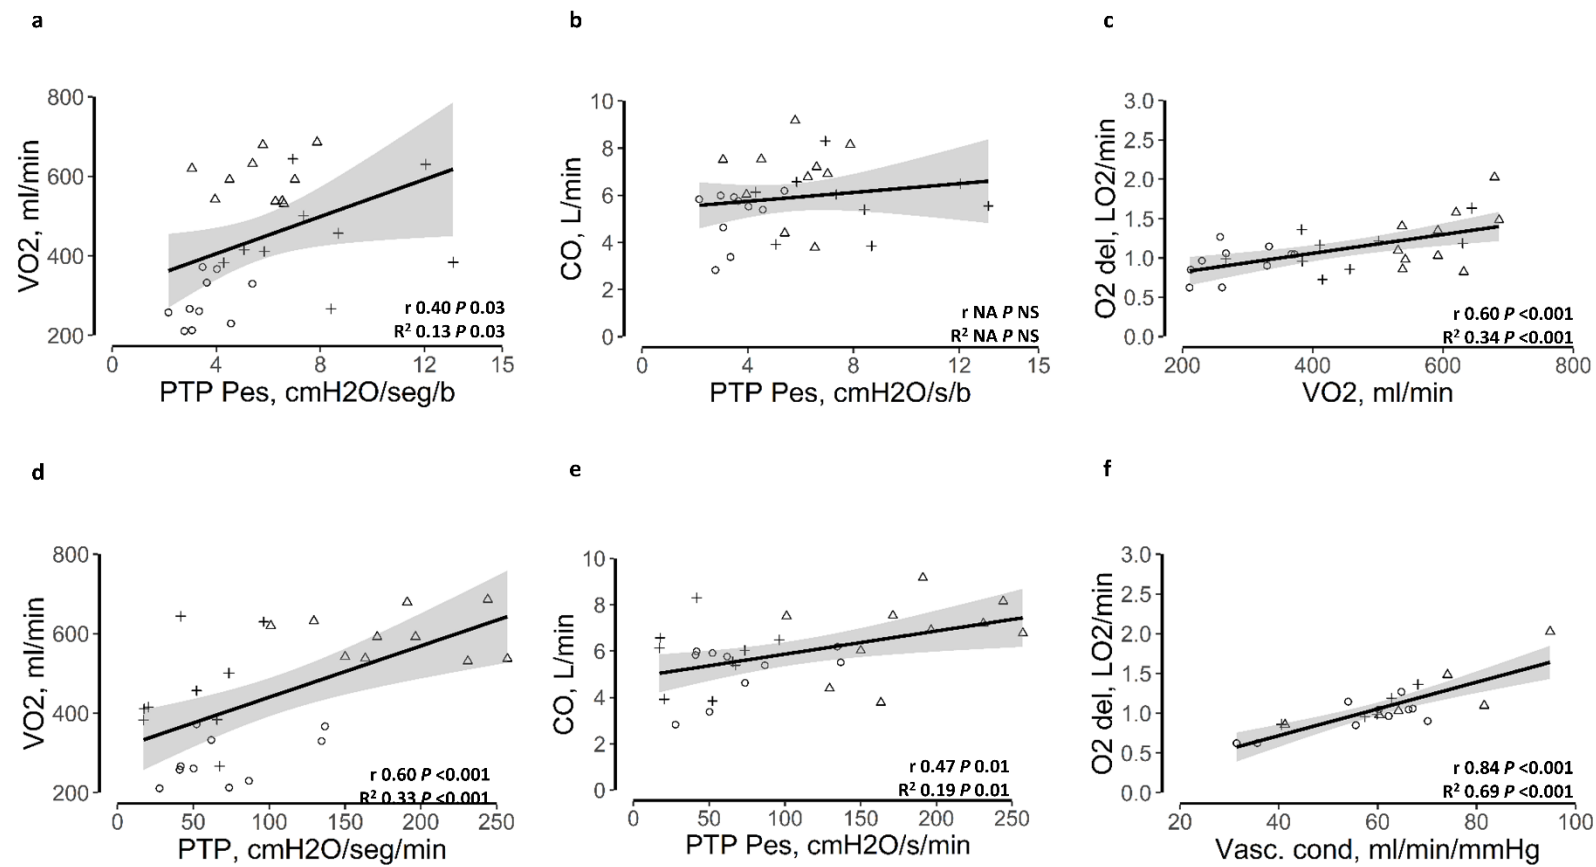 a
800
600
400
200
VO2, ml/min
r 0.40 P 0.03
R² 0.13 P 0.03
0 4 8 12 15
PTP Pes, cmH2O/seg/b
b
10
8
6
4
2
0
CO, L/min
r NA P NS
R² NA P NS
0 4 8 12 15
PTP Pes, cmH2O/s/b
c
3.0
2.5
2.0
1.5
1.0
0.5
0.0
O2 del, LO2/min
r 0.60 P <0.001
R² 0.34 P <0.001
200 400 600 800
VO2, ml/min
d
800
600
400
200
VO2, ml/min
r 0.60 P <0.001
R² 0.33 P <0.001
0 50 100 150 200 250
PTP, cmH2O/seg/min
e
10
8
6
4
2
0
CO, L/min
r 0.47 P 0.01
R² 0.19 P 0.01
0 50 100 150 200 250
PTP Pes, cmH2O/s/min
f
3.0
2.5
2.0
1.5
1.0
0.5
0.0
O2 del, LO2/min
r 0.84 P <0.001
R² 0.69 P <0.001
20 40 60 80 100
Vasc. cond, ml/min/mmHg